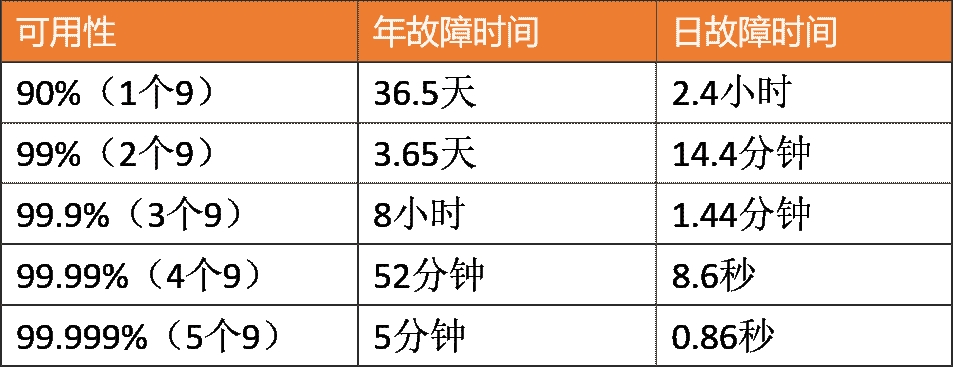 可用性 年故障时间 日故障时间
90%（1个9） 36.5天 2.4小时
99%（2个9） 3.65天 14.4分钟
99.9%（3个9） 8小时 1.44分钟
99.99%（4个9） 52分钟 8.6秒
99.999%（5个9） 5分钟 0.86秒